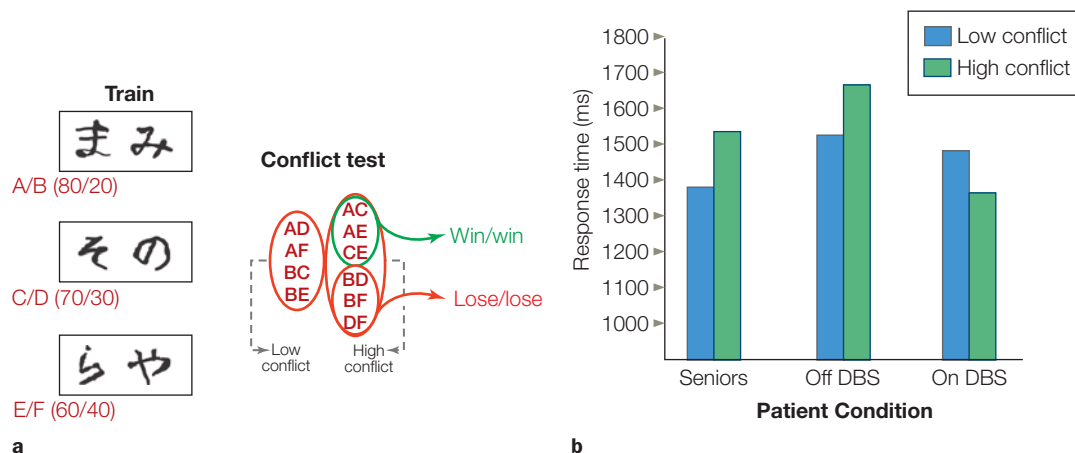 Train
ま み
A/B (80/20)
そ の
C/D (70/30)
ら や
E/F (60/40)
Conflict test
AD
AF
BC
BE
AC
AE
CE
BD
BF
DF
Win/win
Lose/lose
Low
conflict
High
conflict
a
Low conflict
High conflict
Response time (ms)
1800
1700
1600
1500
1400
1300
1200
1100
1000
Seniors Off DBS On DBS
Patient Condition
b